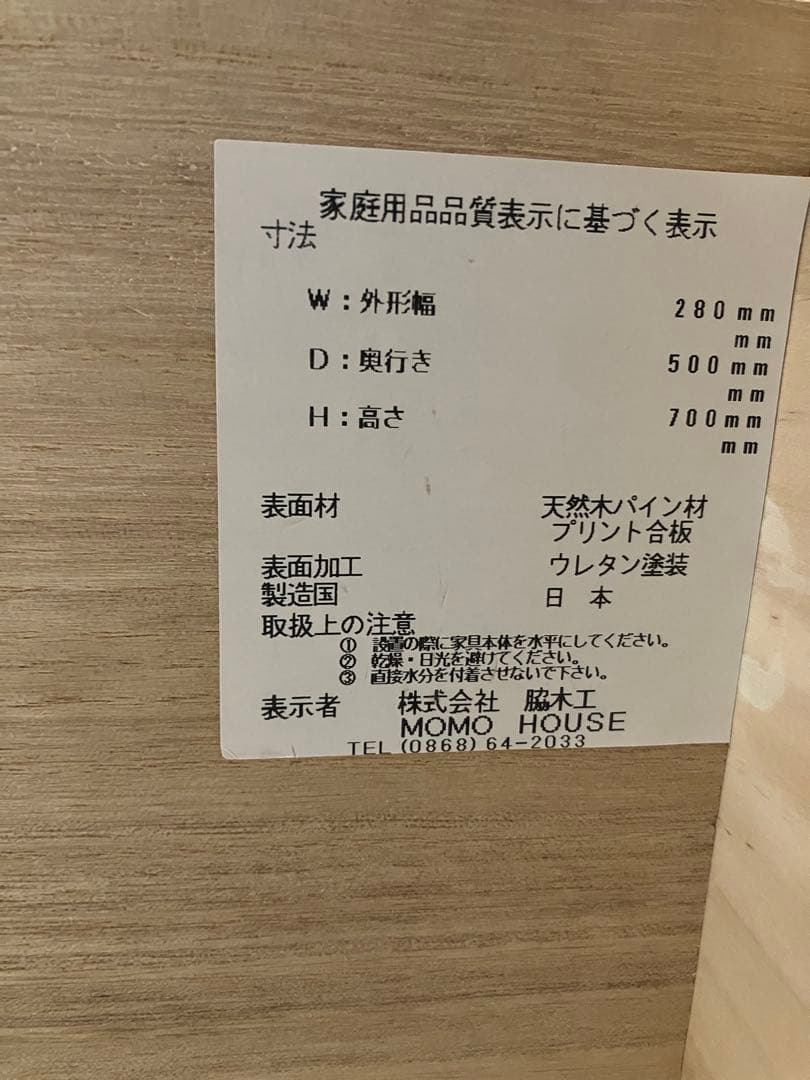 家庭用品品質表示に基づく表示
寸法
W：外形幅 280mm
mm
D：奥行き 500mm
mm
H：高さ 700mm
mm
表面材 天然木パイン材
プリント合板
表面加工 ウレタン塗装
製造国 日 本
取扱上の注意
① 設置の際に家具本体を水平にしてください。
② 乾燥・日光を避けてください。
③ 直接水分を付着させないで下さい。
表示者 株式会社 脇木工
MOMO HOUSE
TEL (0868) 64-2033